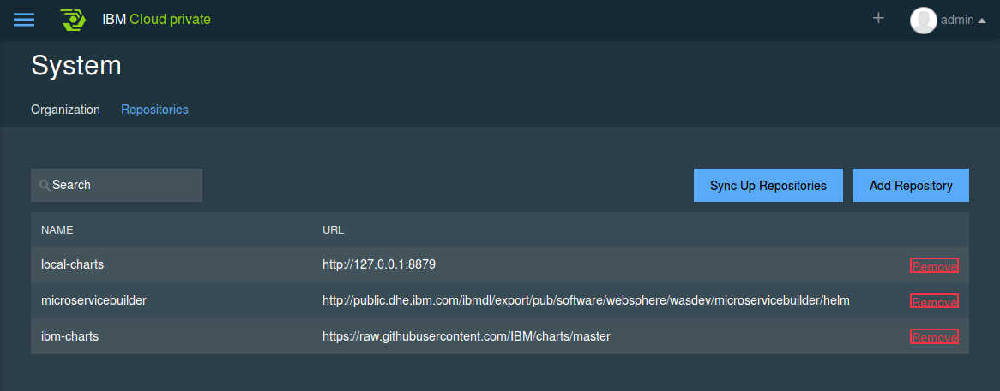 IBM Cloud private
+ admin
System
Organization Repositories
Search Sync Up Repositories Add Repository
NAME URL
local-charts http://127.0.0.1:8879 Remove
microservicebuilder http://public.dhe.ibm.com/ibmdl/export/pub/software/websphere/wasdev/microservicebuilder/helm Remove
ibm-charts https://raw.githubusercontent.com/IBM/charts/master Remove